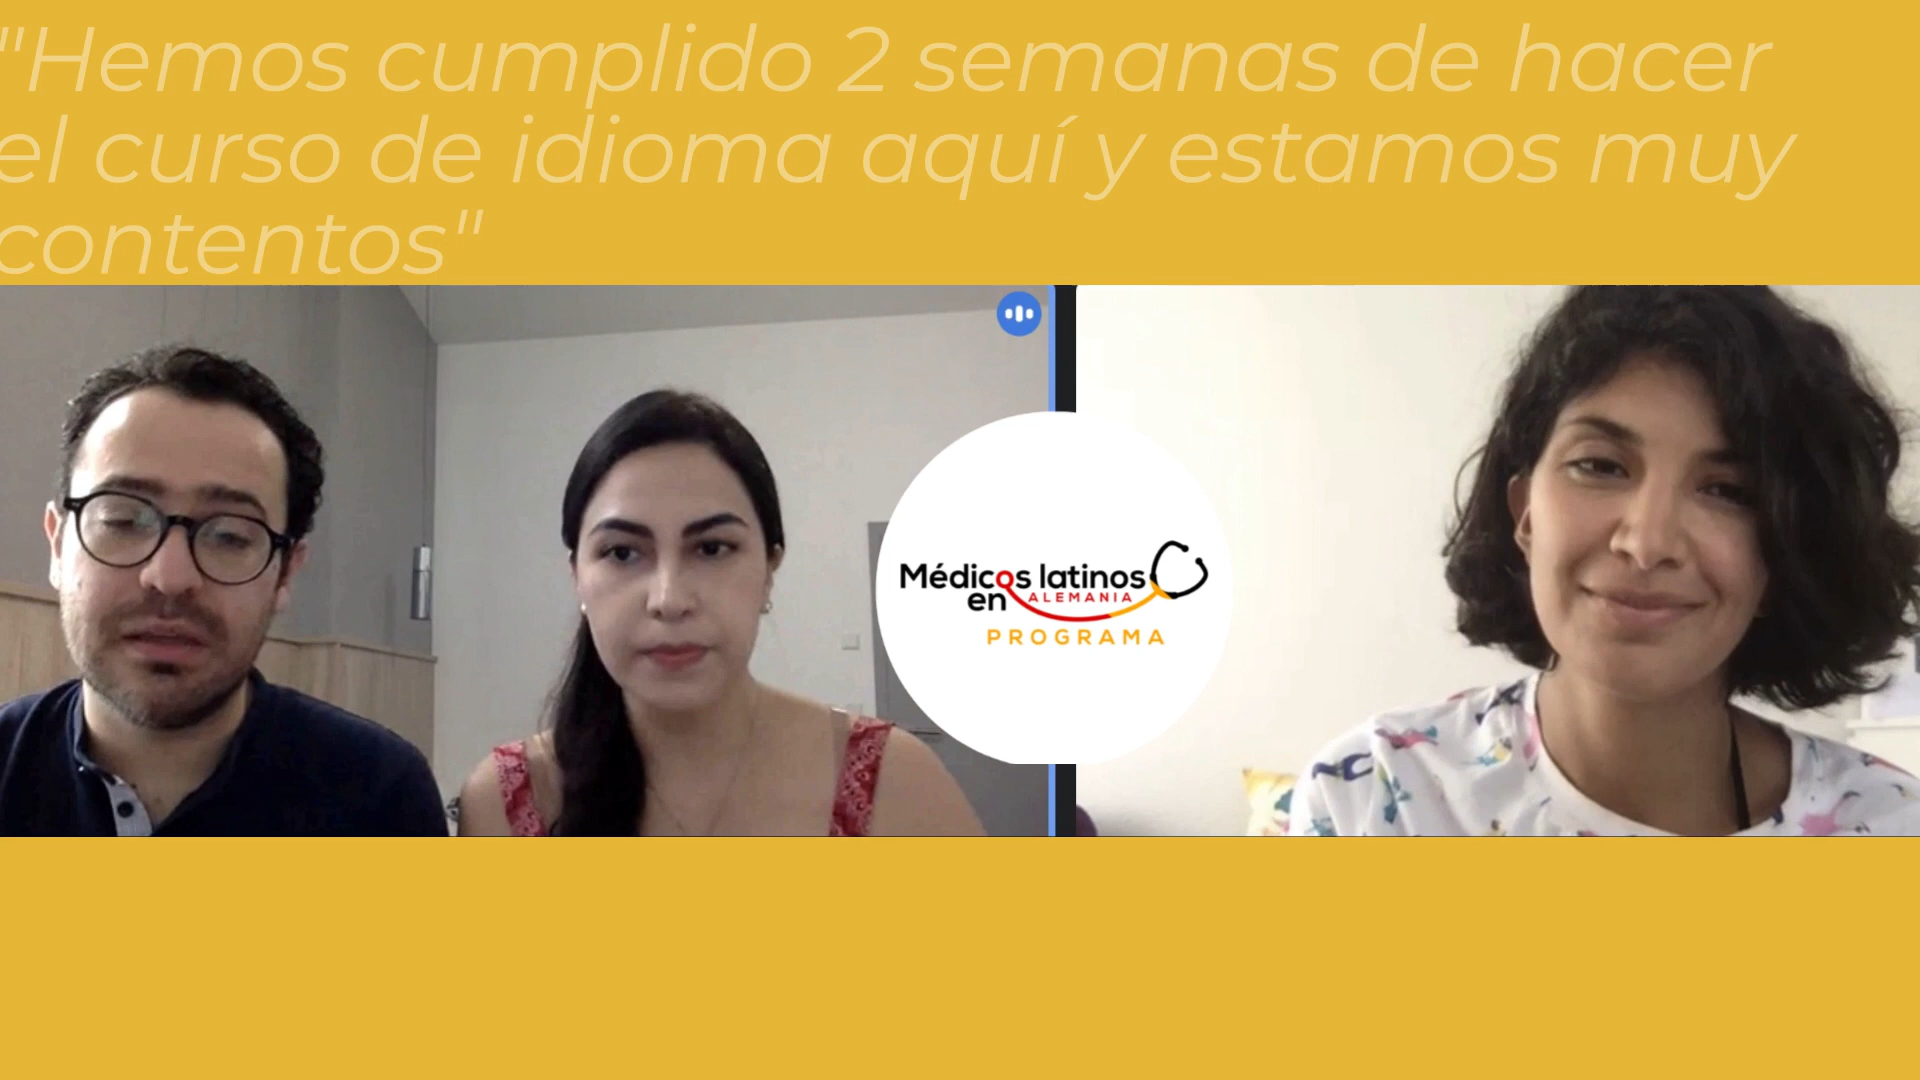 "Hemos cumplido 2 semanas de hacer
el curso de idioma aquí y estamos muy
contentos"
Médicos latinos
en ALEMANIA
PROGRAMA